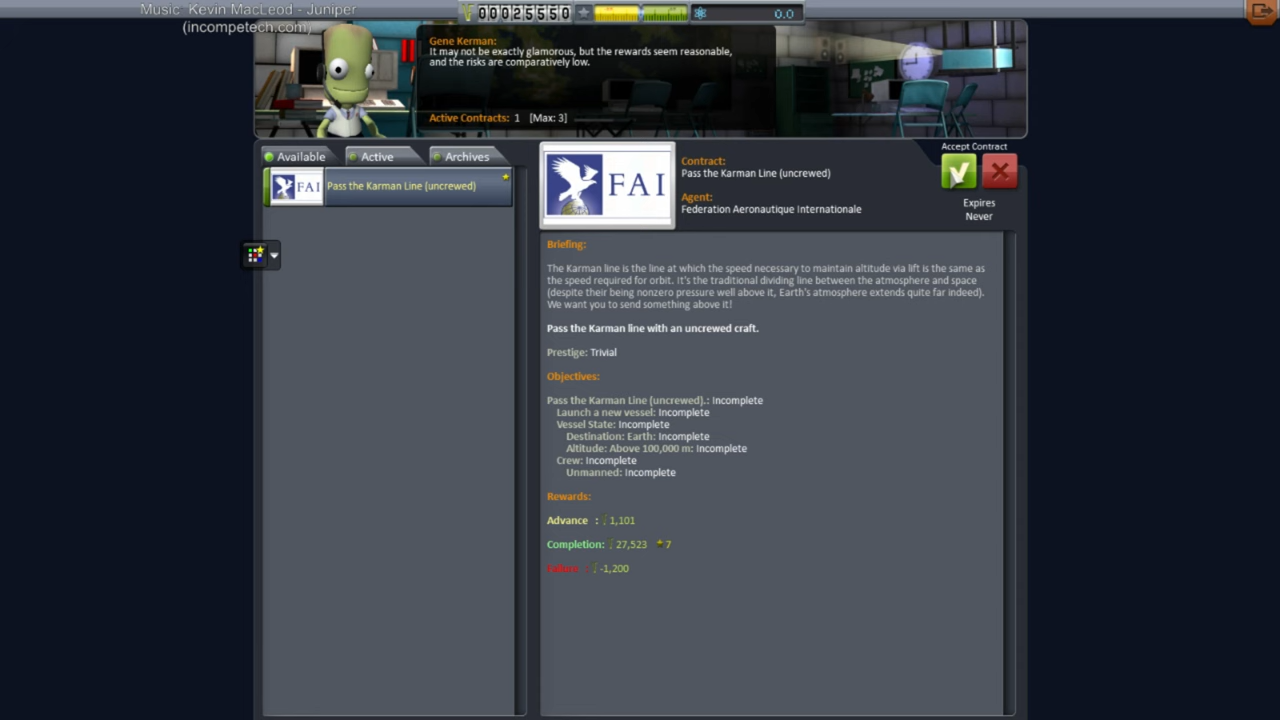 Music Kevin MacLeod - Juniper
(incompetech.com)
00025550
0.0
Gene Kerman:
It may not be exactly glamorous, but the rewards seem reasonable,
and the risks are comparatively low.
Active Contracts: 1 [Max: 3]
Available
Active
Archives
FAI
Pass the Karman Line (uncrewed)
FAI
Contract:
Pass the Karman Line (uncrewed)
Agent:
Federation Aeronautique Internationale
Accept Contract
Expires
Never
Briefing:
The Karman line is the line at which the speed necessary to maintain altitude via lift is the same as
the speed required for orbit. It's the traditional dividing line between the atmosphere and space
(despite their being nonzero pressure well above it, Earth's atmosphere extends quite far indeed).
We want you to send something above it!
Pass the Karman line with an uncrewed craft.
Prestige: Trivial
Objectives:
Pass the Karman Line (uncrewed).: Incomplete
Launch a new vessel: Incomplete
Vessel State: Incomplete
Destination: Earth: Incomplete
Altitude: Above 100,000 m: Incomplete
Crew: Incomplete
Unmanned: Incomplete
Rewards:
Advance : 1,101
Completion: 27,523 7
Failure : -1,200